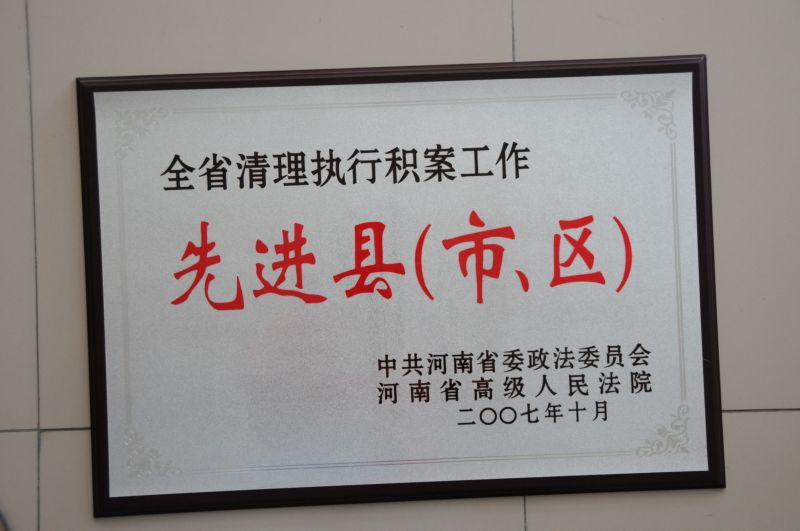 全省清理执行积案工作
先进县(市、区)
中共河南省委政法委员会
河南省高级人民法院
二〇〇七年十月